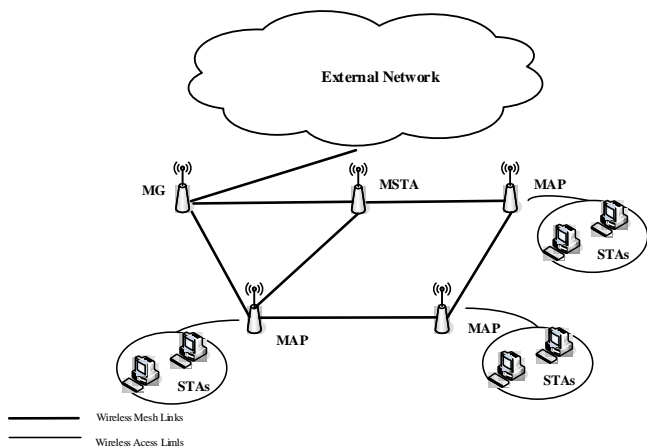 External Network
MG
MSTA
MAP
STAs
MAP
MAP
STAs
STAs
Wireless Mesh Links
Wireless Acess Limls